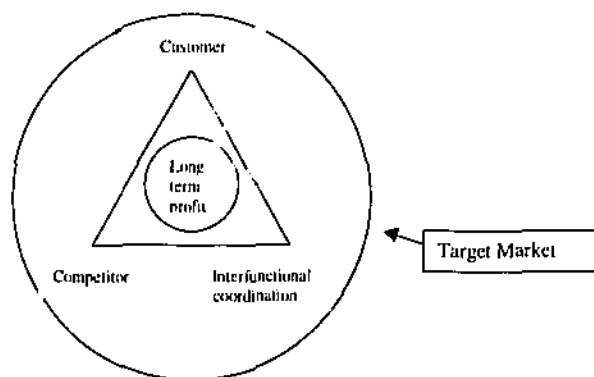 Customer
Long
term
profit
Competitor
Interfunctional
coordination
Target Market